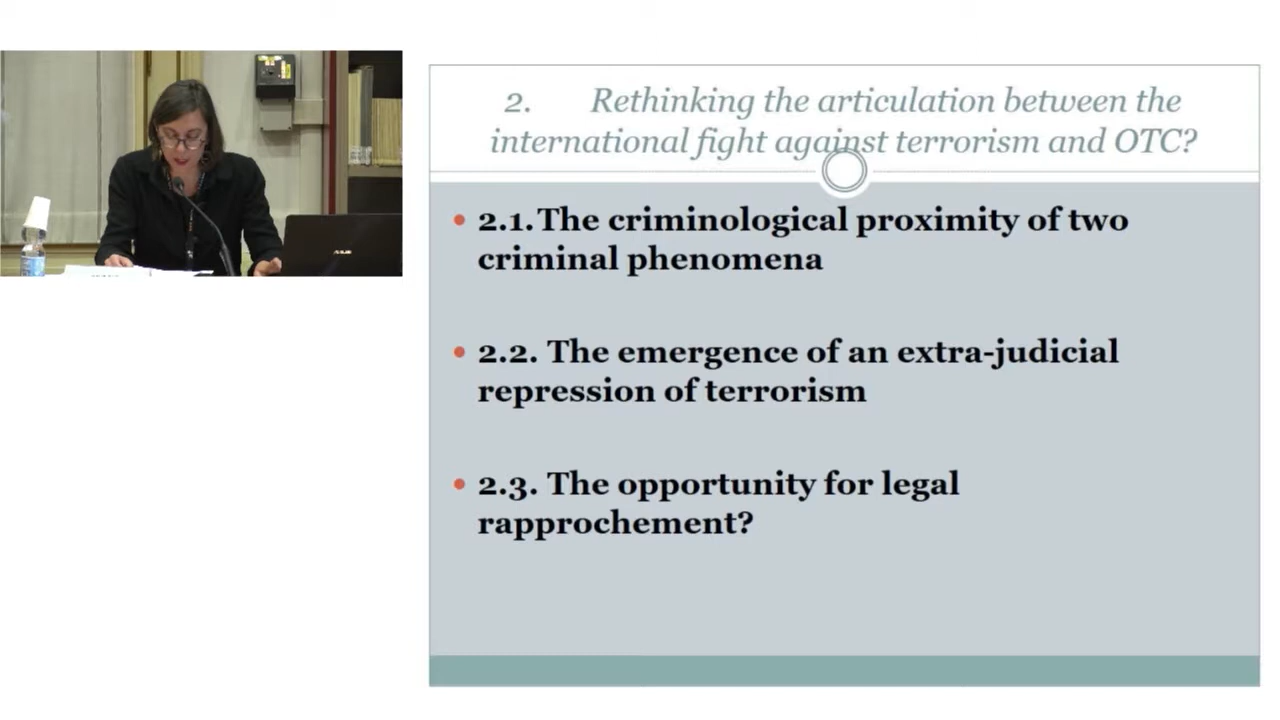 2. Rethinking the articulation between the
international fight against terrorism and OTC?
• 2.1.The criminological proximity of two
criminal phenomena
• 2.2. The emergence of an extra-judicial
repression of terrorism
• 2.3. The opportunity for legal
rapprochement?